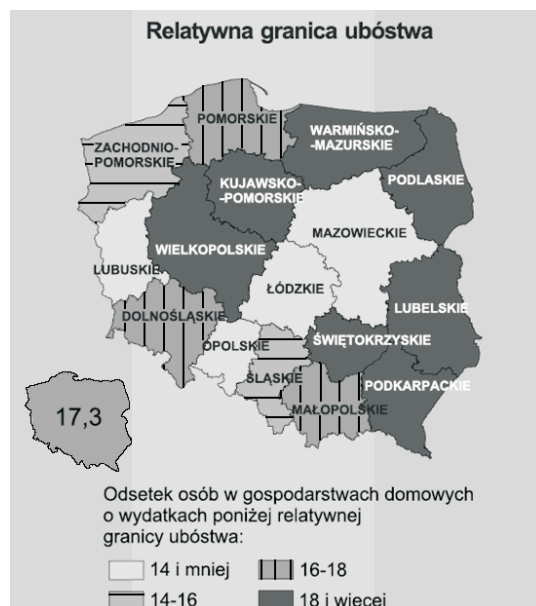 Relatywna granica ubóstwa
POMORSKIE
WARMIŃSKO-
-MAZURSKIE
ZACHODNIO-
-POMORSKIE
PODLASKIE
KUJAWSKO-
-POMORSKIE
MAZOWIECKIE
WIELKOPOLSKIE
LUBUSKIE
ŁÓDZKIE
LUBELSKIE
DOLNOŚLĄSKIE
ŚWIĘTOKRZYSKIE
OPOLSKIE
ŚLĄSKIE
PODKARPACKIE
MAŁOPOLSKIE
17,3
Odsetek osób w gospodarstwach domowych
o wydatkach poniżej relatywnej
granicy ubóstwa:
14 i mniej 16-18
14-16 18 i więcej